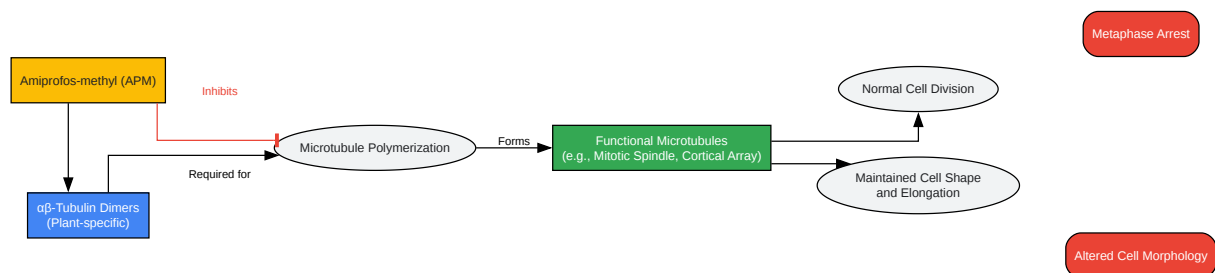 Metaphase Arrest
Amiprofos-methyl (APM)
Inhibits
Normal Cell Division
Microtubule Polymerization
Forms
Functional Microtubules
(e.g., Mitotic Spindle, Cortical Array)
Required for
Maintained Cell Shape
and Elongation
αβ-Tubulin Dimers
(Plant-specific)
Altered Cell Morphology